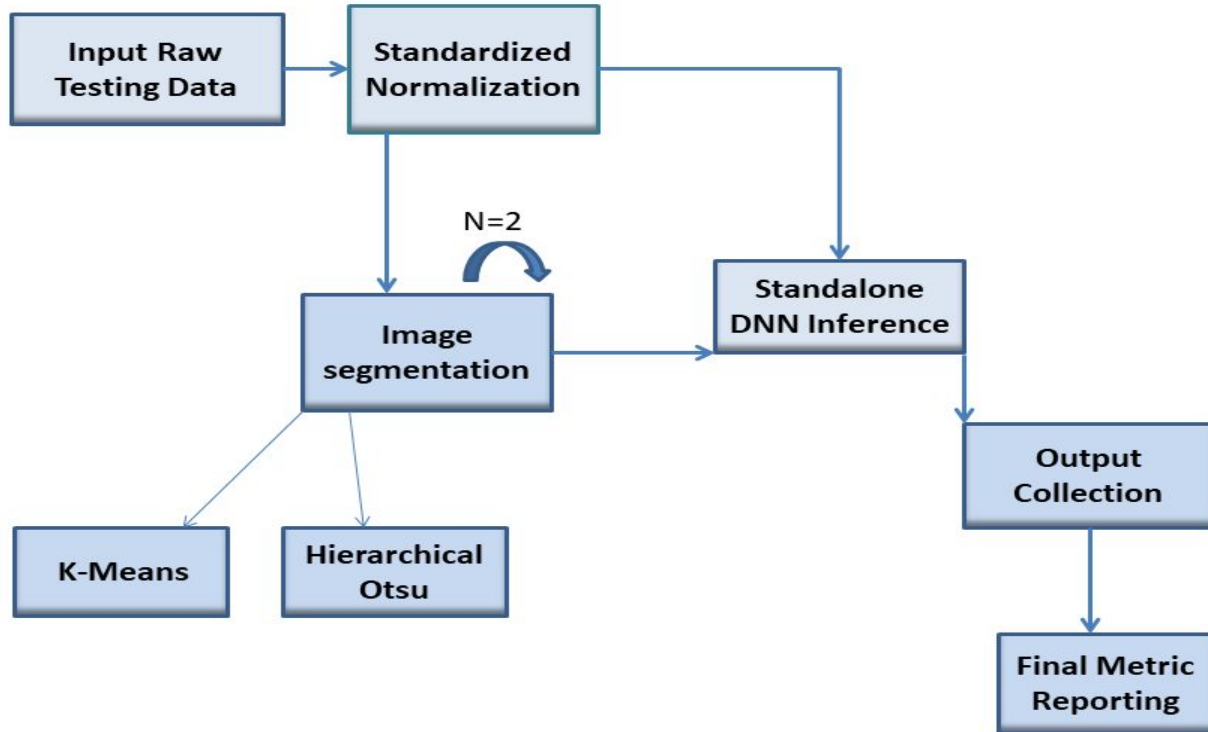 Input Raw
Testing Data
Standardized
Normalization
N=2
Image
segmentation
Standalone
DNN Inference
Output
Collection
K-Means
Hierarchical
Otsu
Final Metric
Reporting